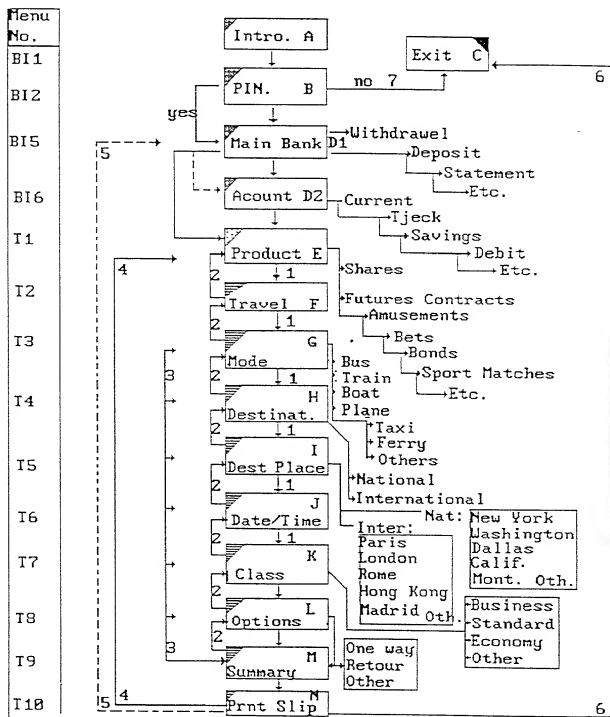 Menu
No.
Intro. A
Exit C
BI1
6
BI2
PIN. B
no 7
yes
BI5
5
Main Bank D1
Withdrawel
Deposit
Statement
Etc.
BI6
Acount D2
Current
Tjeck
Savings
Debit
Etc.
T1
4
Product E
2
1
Shares
T2
Travel F
Futures Contracts
Amusements
2
1
T3
G
Mode
Bets
Bonds
Sport Matches
Etc.
3
2
1
Bus
Train
Boat
Plane
T4
H
Destinat.
Taxi
Ferry
Others
2
1
T5
I
Dest Place
National
International
2
1
T6
J
Date/Time
Nat:
New York
Washington
Dallas
Calif.
Mont. Oth.
Inter:
Paris
London
Rome
Hong Kong
Madrid Oth.
2
1
T7
K
Class
2
Business
Standard
Economy
Other
T8
L
Options
3
2
One way
Retour
Other
T9
M
Summary
T10
5
4
N
Prnt Slip
6